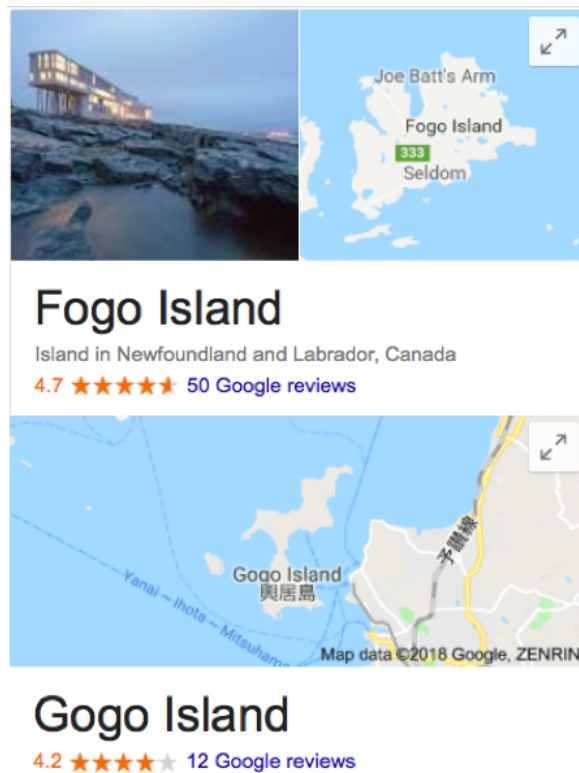 Joe Batt's Arm
Fogo Island
333
Seldom
Fogo Island
Island in Newfoundland and Labrador, Canada
4.7 50 Google reviews
予讃線
Gogo Island
興居島
Yanai ~ Ihota ~ Mitsuhama
Map data ©2018 Google, ZENRIN
Gogo Island
4.2 12 Google reviews